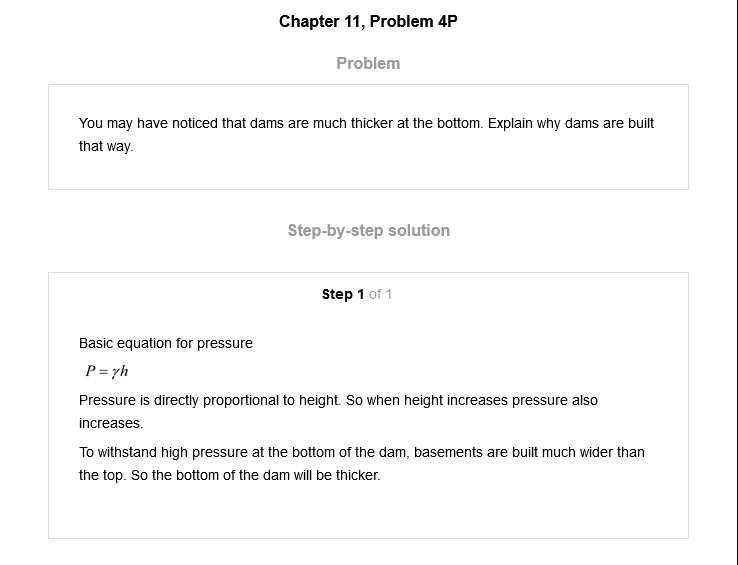 Chapter 11, Problem 4P
Problem
You may have noticed that dams are much thicker at the bottom. Explain why dams are built
that way.
Step-by-step solution
Step 1 of 1
Basic equation for pressure
P = γh
Pressure is directly proportional to height. So when height increases pressure also
increases.
To withstand high pressure at the bottom of the dam, basements are built much wider than
the top. So the bottom of the dam will be thicker.